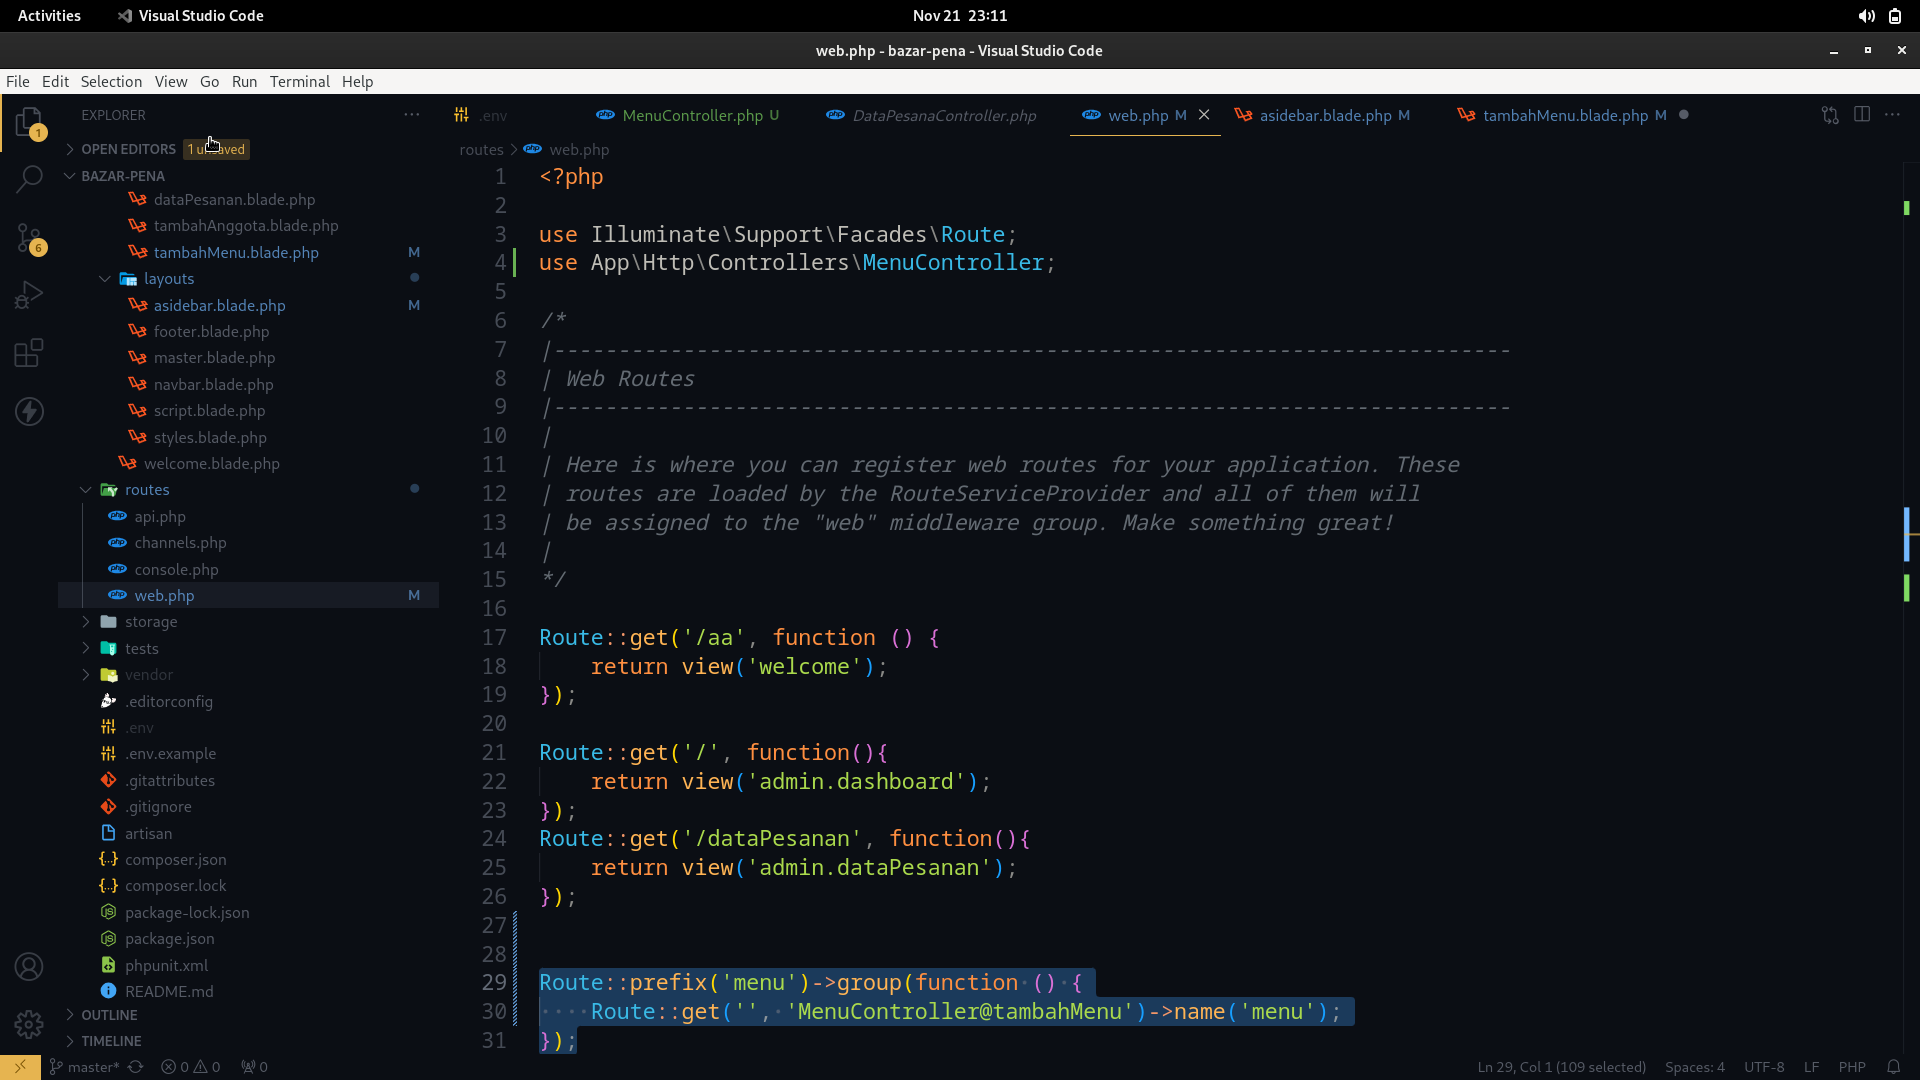 Activities
Visual Studio Code
Nov 21 23:11
web.php - bazar-pena - Visual Studio Code
File Edit Selection View Go Run Terminal Help
1
6
EXPLORER
OPEN EDITORS
BAZAR-PENA
dataPesanan.blade.php
tambahAnggota.blade.php
tambahMenu.blade.php M
layouts
asidebar.blade.php M
footer.blade.php
master.blade.php
navbar.blade.php
script.blade.php
styles.blade.php
welcome.blade.php
routes
api.php
channels.php
console.php
web.php M
storage
tests
vendor
.editorconfig
.env
.env.example
.gitattributes
.gitignore
artisan
composer.json
composer.lock
package-lock.json
package.json
phpunit.xml
README.md
OUTLINE
TIMELINE
.env
MenuController.php U
DataPesanaController.php
web.php M
asidebar.blade.php M
tambahMenu.blade.php M
routes > web.php
1 <?php
2
3 use Illuminate\Support\Facades\Route;
4 use App\Http\Controllers\MenuController;
5
6 /*
7 |--------------------------------------------------------------------------
8 | Web Routes
9 |--------------------------------------------------------------------------
10 |
11 | Here is where you can register web routes for your application. These
12 | routes are loaded by the RouteServiceProvider and all of them will
13 | be assigned to the "web" middleware group. Make something great!
14 |
15 */
16
17 Route::get('/aa', function () {
18     return view('welcome');
19 });
20
21 Route::get('/', function(){
22     return view('admin.dashboard');
23 });
24 Route::get('/dataPesanan', function(){
25     return view('admin.dataPesanan');
26 });
27
28
29 Route::prefix('menu')->group(function () {
30     Route::get('', 'MenuController@tambahMenu')->name('menu');
31 });
master*
0
0
0
Ln 29, Col 1 (109 selected)
Spaces: 4
UTF-8
LF
PHP